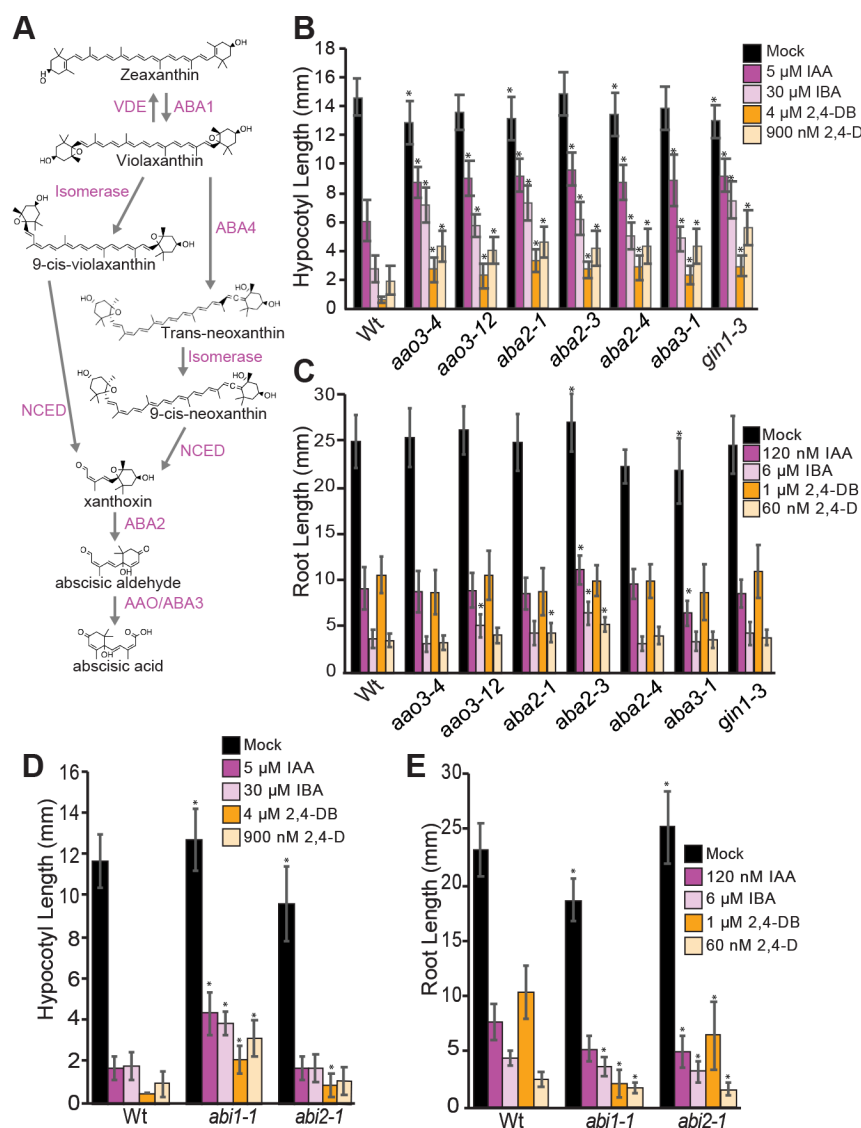 A
Zeaxanthin
VDE
ABA1
Violaxanthin
Isomerase
ABA4
9-cis-violaxanthin
Trans-neoxanthin
Isomerase
9-cis-neoxanthin
NCED
NCED
xanthoxin
ABA2
abscisic aldehyde
AAO/ABA3
abscisic acid
B
Hypocotyl Length (mm)
18
16
14
12
10
8
6
4
2
0
Mock
5 µM IAA
30 µM IBA
4 µM 2,4-DB
900 nM 2,4-D
Wt
aao3-4
aao3-12
aba2-1
aba2-3
aba2-4
aba3-1
gin1-3
C
Root Length (mm)
30
25
20
15
10
5
0
Mock
120 nM IAA
6 µM IBA
1 µM 2,4-DB
60 nM 2,4-D
Wt
aao3-4
aao3-12
aba2-1
aba2-3
aba2-4
aba3-1
gin1-3
D
Hypocotyl Length (mm)
16
14
12
10
8
6
4
2
0
Mock
5 µM IAA
30 µM IBA
4 µM 2,4-DB
900 nM 2,4-D
Wt
abi1-1
abi2-1
E
Root Length (mm)
30
25
20
15
10
5
0
Mock
120 nM IAA
6 µM IBA
1 µM 2,4-DB
60 nM 2,4-D
Wt
abi1-1
abi2-1